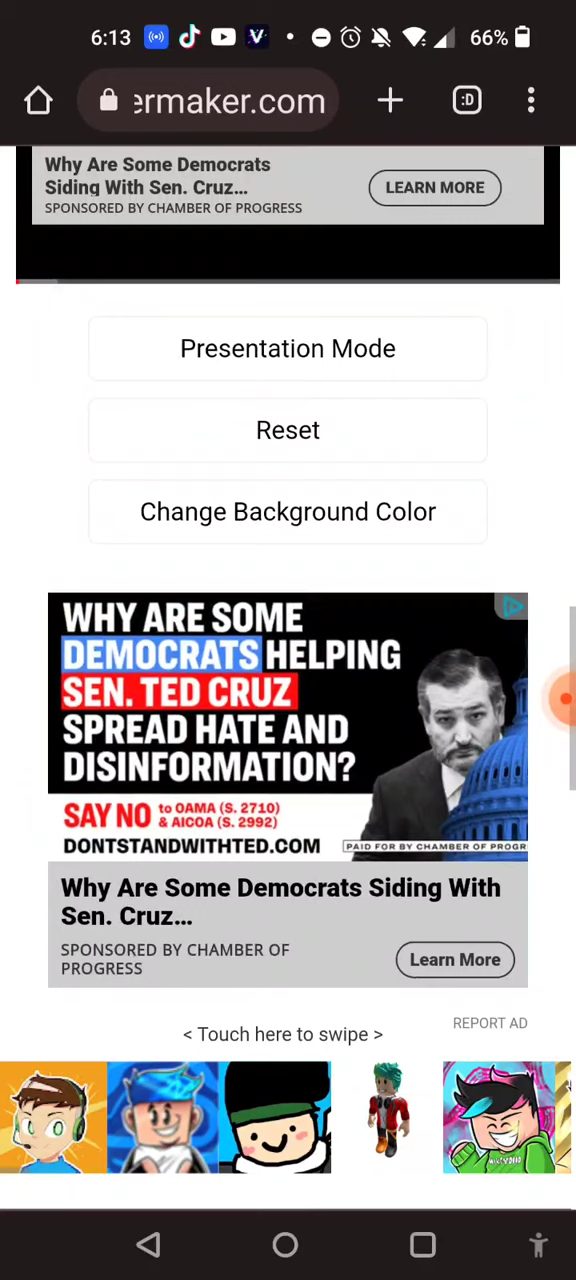 6:13
66%
ermaker.com
:D
Why Are Some Democrats
Siding With Sen. Cruz...
SPONSORED BY CHAMBER OF PROGRESS
LEARN MORE
Presentation Mode
Reset
Change Background Color
WHY ARE SOME
DEMOCRATS HELPING
SEN. TED CRUZ
SPREAD HATE AND
DISINFORMATION?
SAY NO to OAMA (S. 2710)
& AICOA (S. 2992)
DONTSTANDWITHTED.COM
PAID FOR BY CHAMBER OF PROGR
Why Are Some Democrats Siding With
Sen. Cruz...
SPONSORED BY CHAMBER OF
PROGRESS
Learn More
REPORT AD
< Touch here to swipe >